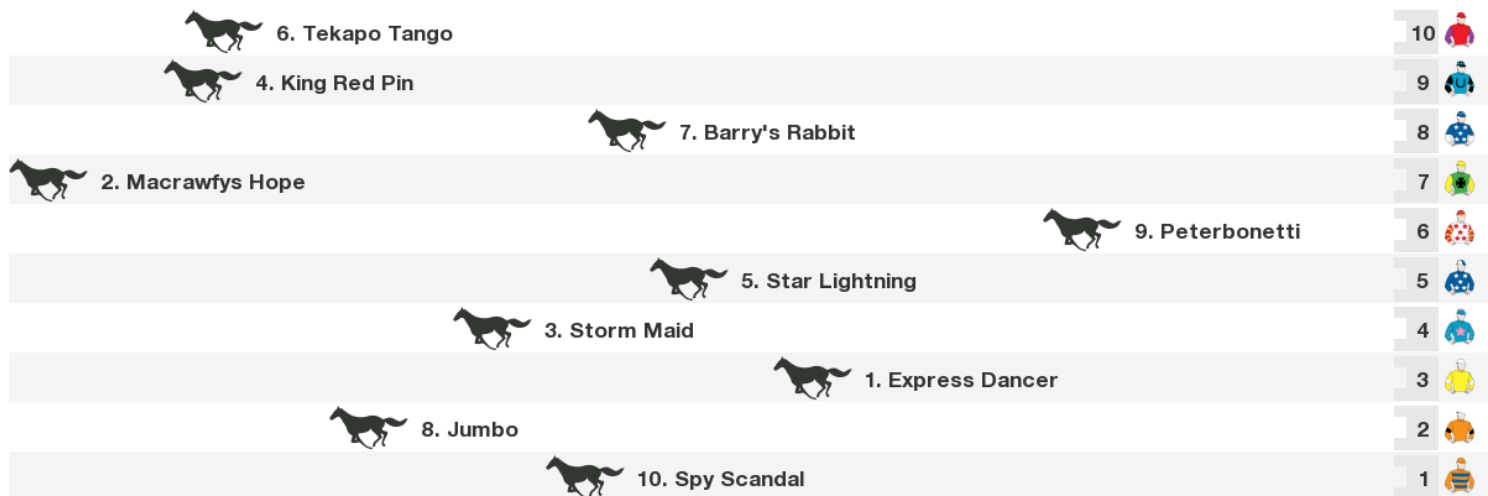 6. Tekapo Tango 10
4. King Red Pin 9
7. Barry's Rabbit 8
2. Macrawfys Hope 7
9. Peterbonetti 6
5. Star Lightning 5
3. Storm Maid 4
1. Express Dancer 3
8. Jumbo 2
10. Spy Scandal 1